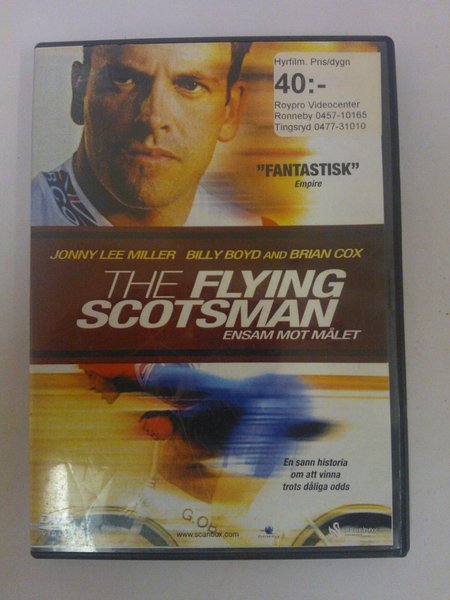 Hyrfilm. Pris/dygn
40:-
Roypro Videocenter
Ronneby 0457-10165
Tingsryd 0477-31010
"FANTASTISK"
Empire
JONNY LEE MILLER BILLY BOYD AND BRIAN COX
THE FLYING
SCOTSMAN
ENSAM MOT MÅLET
En sann historia
om att vinna
trots dåliga odds
G.OB
www.scanbox.com